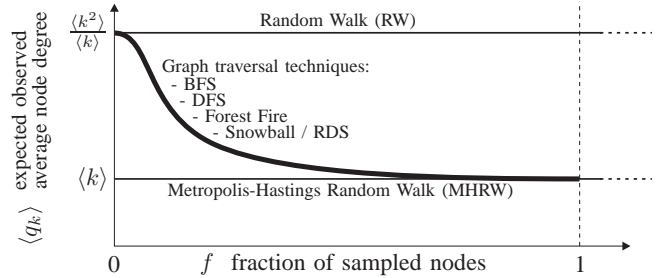 ⟨k²⟩
⟨k⟩
Random Walk (RW)
Graph traversal techniques:
- BFS
- DFS
- Forest Fire
- Snowball / RDS
⟨k⟩
Metropolis-Hastings Random Walk (MHRW)
⟨q_k⟩ expected observed
average node degree
0
f fraction of sampled nodes
1